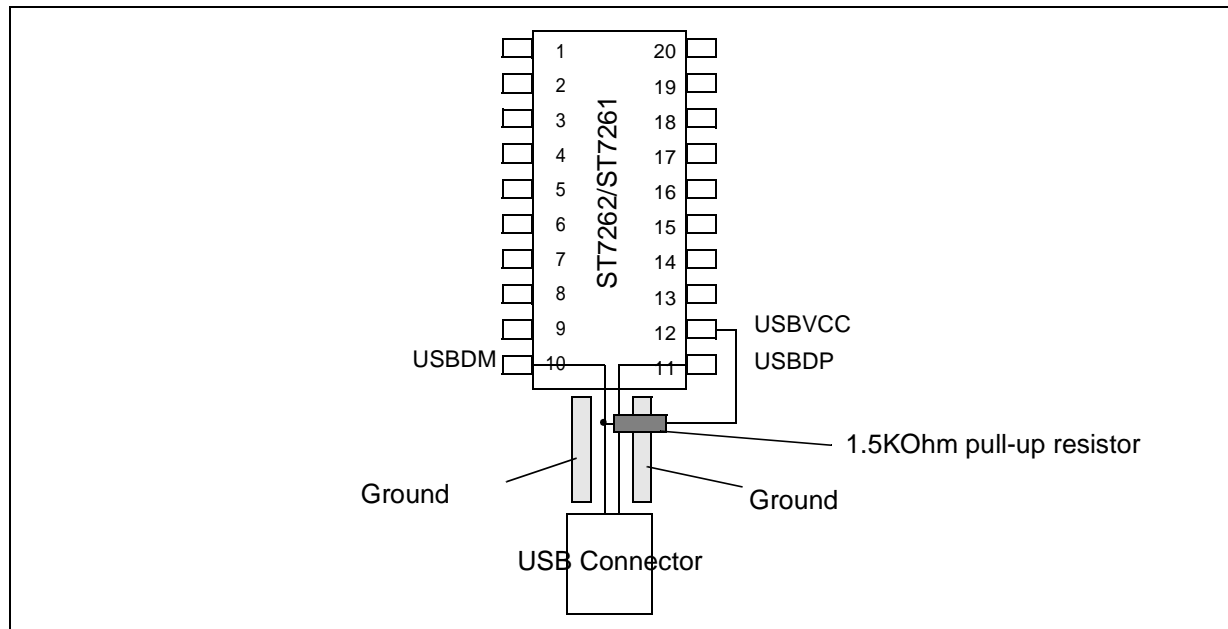 1 20
2 19
3 18
4 17
5 16
6 15
7 14
8 13
9 12 USBVCC
USBDM 10 11 USBDP
ST7262/ST7261
1.5KOhm pull-up resistor
Ground Ground
USB Connector